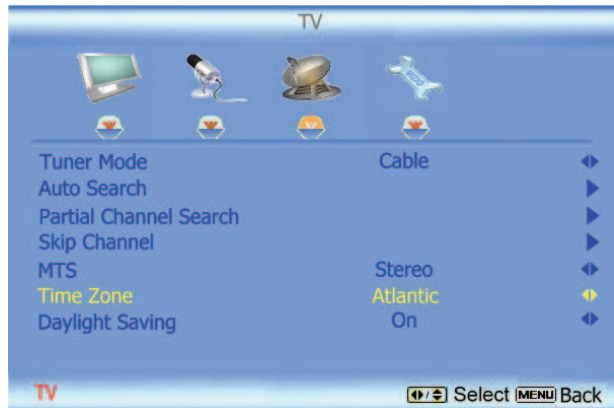 TV
VIZIO
Tuner Mode Cable
Auto Search
Partial Channel Search
Skip Channel
MTS Stereo
Time Zone Atlantic
Daylight Saving On
TV Select MENU Back